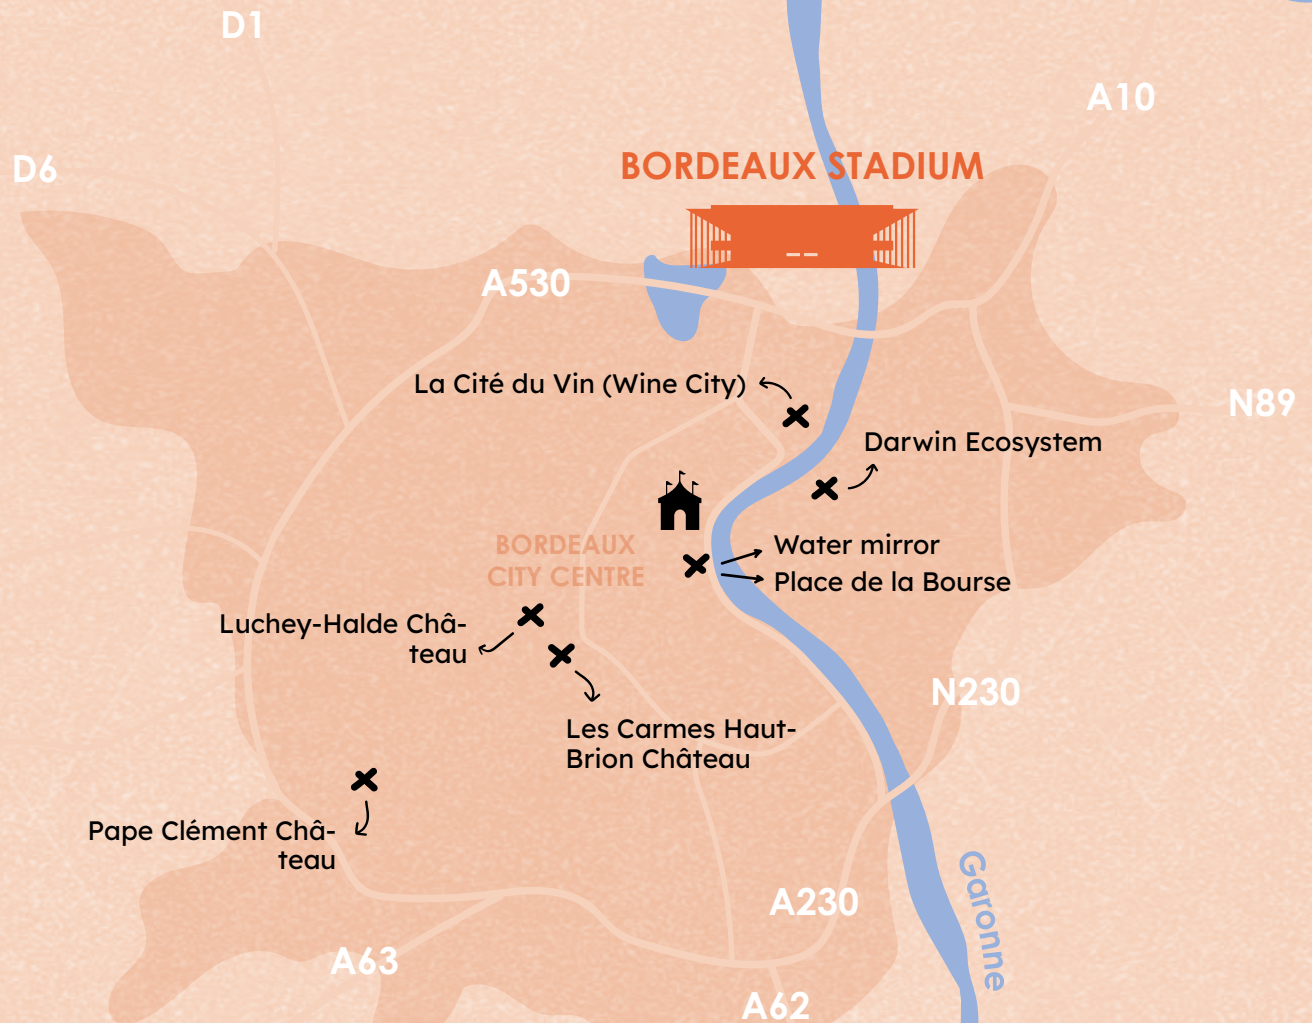 D1
A10
D6
BORDEAUX STADIUM
A530
La Cité du Vin (Wine City)
N89
Darwin Ecosystem
BORDEAUX
CITY CENTRE
Water mirror
Place de la Bourse
Luchey-Halde Châ-
teau
N230
Les Carmes Haut-
Brion Château
Pape Clément Châ-
teau
Garonne
A230
A63
A62